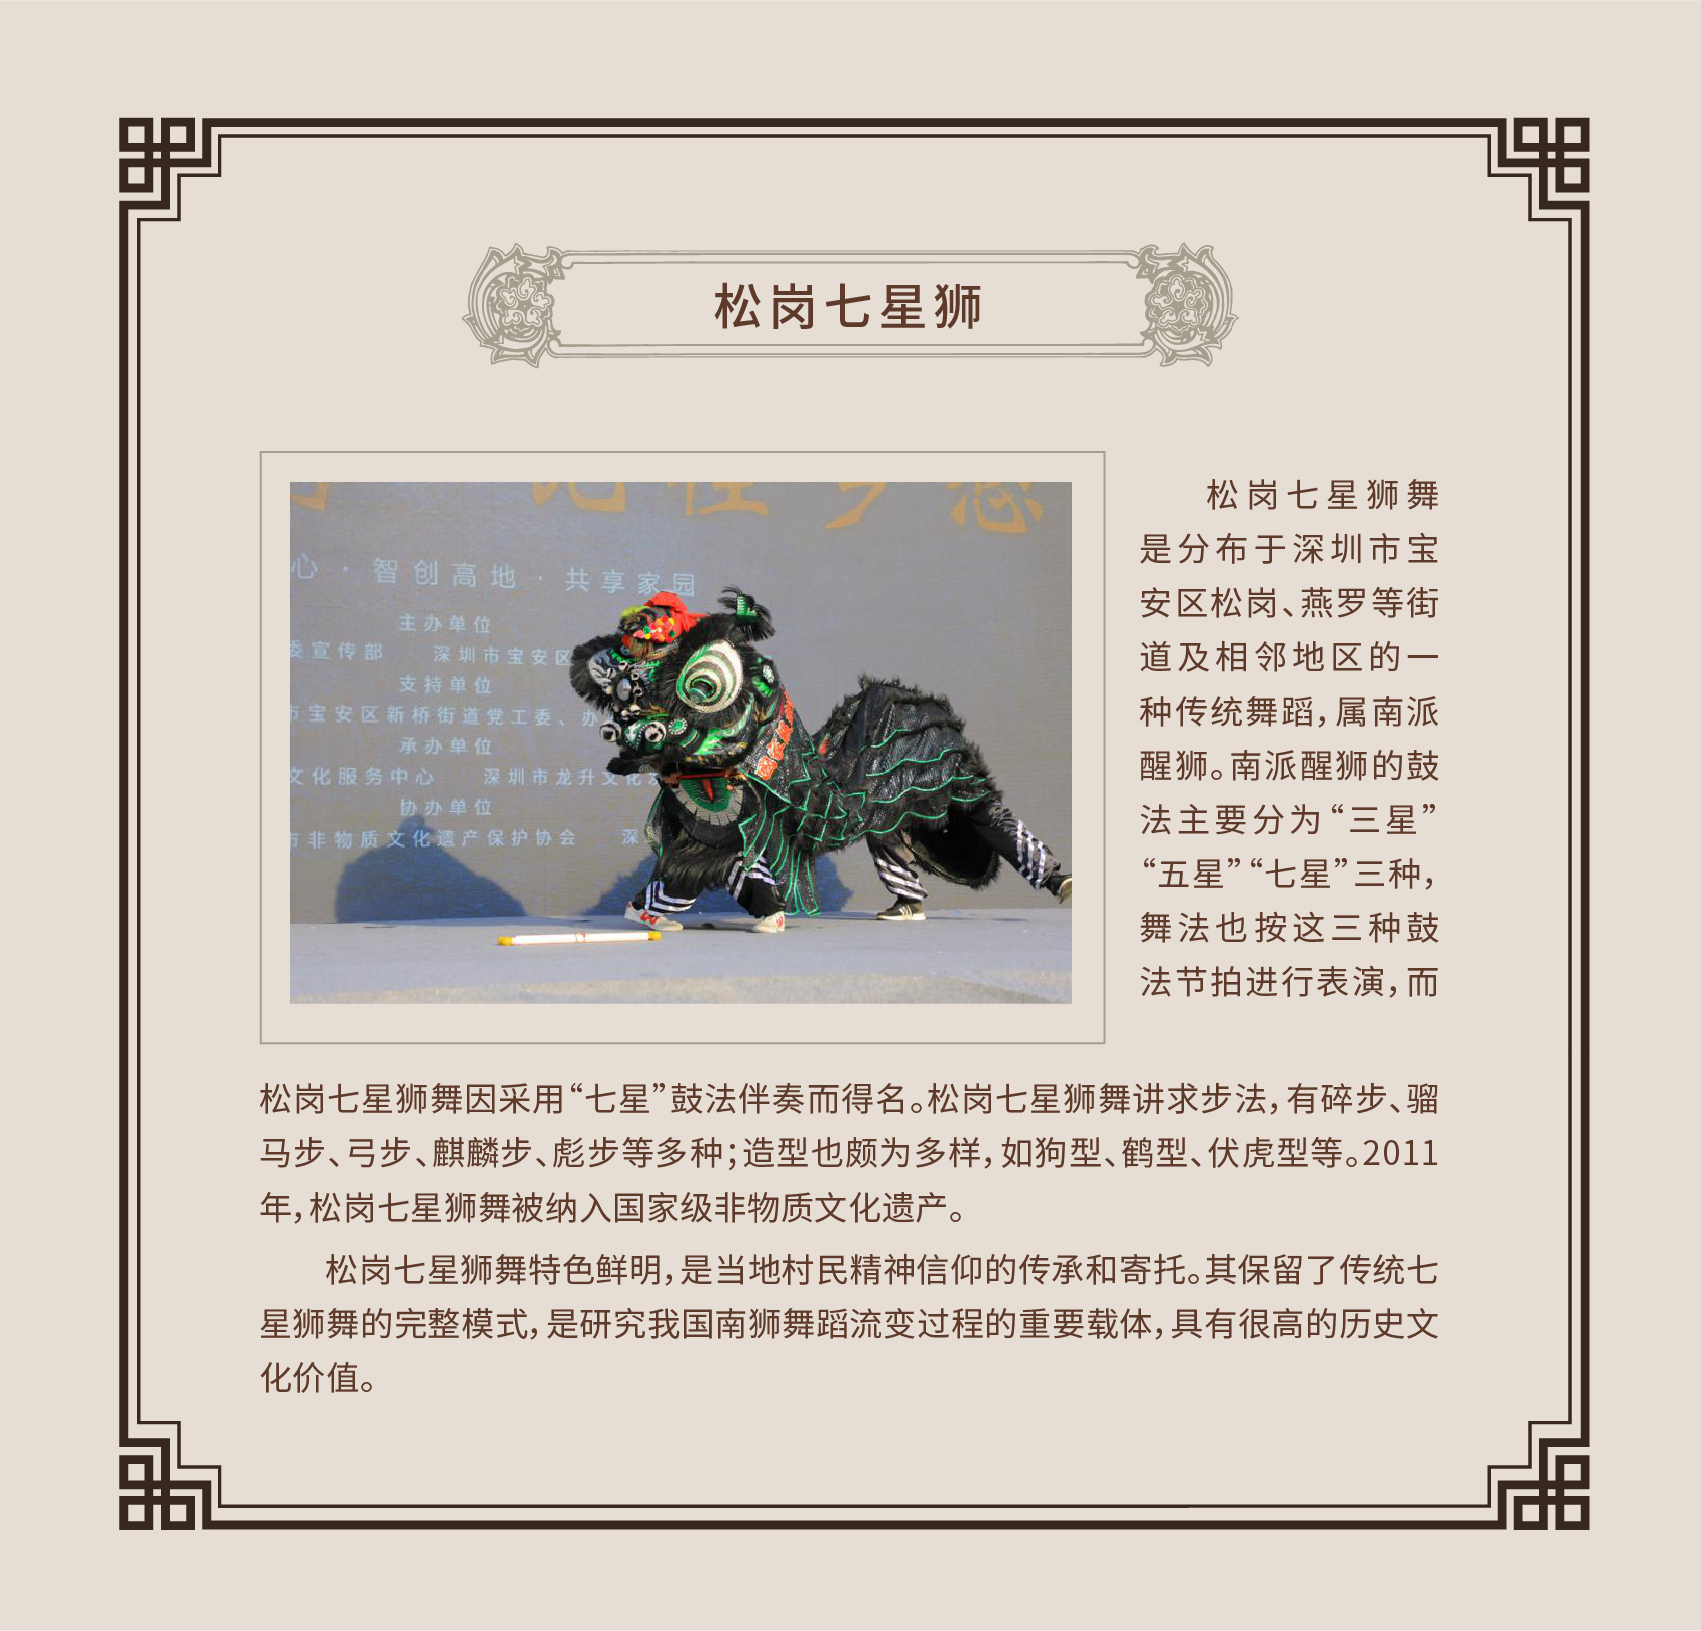 松岗七星狮
心·智创高地·共享家园
主办单位
委宣传部 深圳市宝安区
支持单位
市宝安区新桥街道党工委、办
承办单位
文化服务中心 深圳市龙升文化
协办单位
市非物质文化遗产保护协会 深
松岗七星狮舞
是分布于深圳市宝
安区松岗、燕罗等街
道及相邻地区的一
种传统舞蹈，属南派
醒狮。南派醒狮的鼓
法主要分为“三星”
“五星”“七星”三种，
舞法也按这三种鼓
法节拍进行表演，而
松岗七星狮舞因采用“七星”鼓法伴奏而得名。松岗七星狮舞讲求步法，有碎步、骝
马步、弓步、麒麟步、彪步等多种；造型也颇为多样，如狗型、鹤型、伏虎型等。2011
年，松岗七星狮舞被纳入国家级非物质文化遗产。
松岗七星狮舞特色鲜明，是当地村民精神信仰的传承和寄托。其保留了传统七
星狮舞的完整模式，是研究我国南狮舞蹈流变过程的重要载体，具有很高的历史文
化价值。